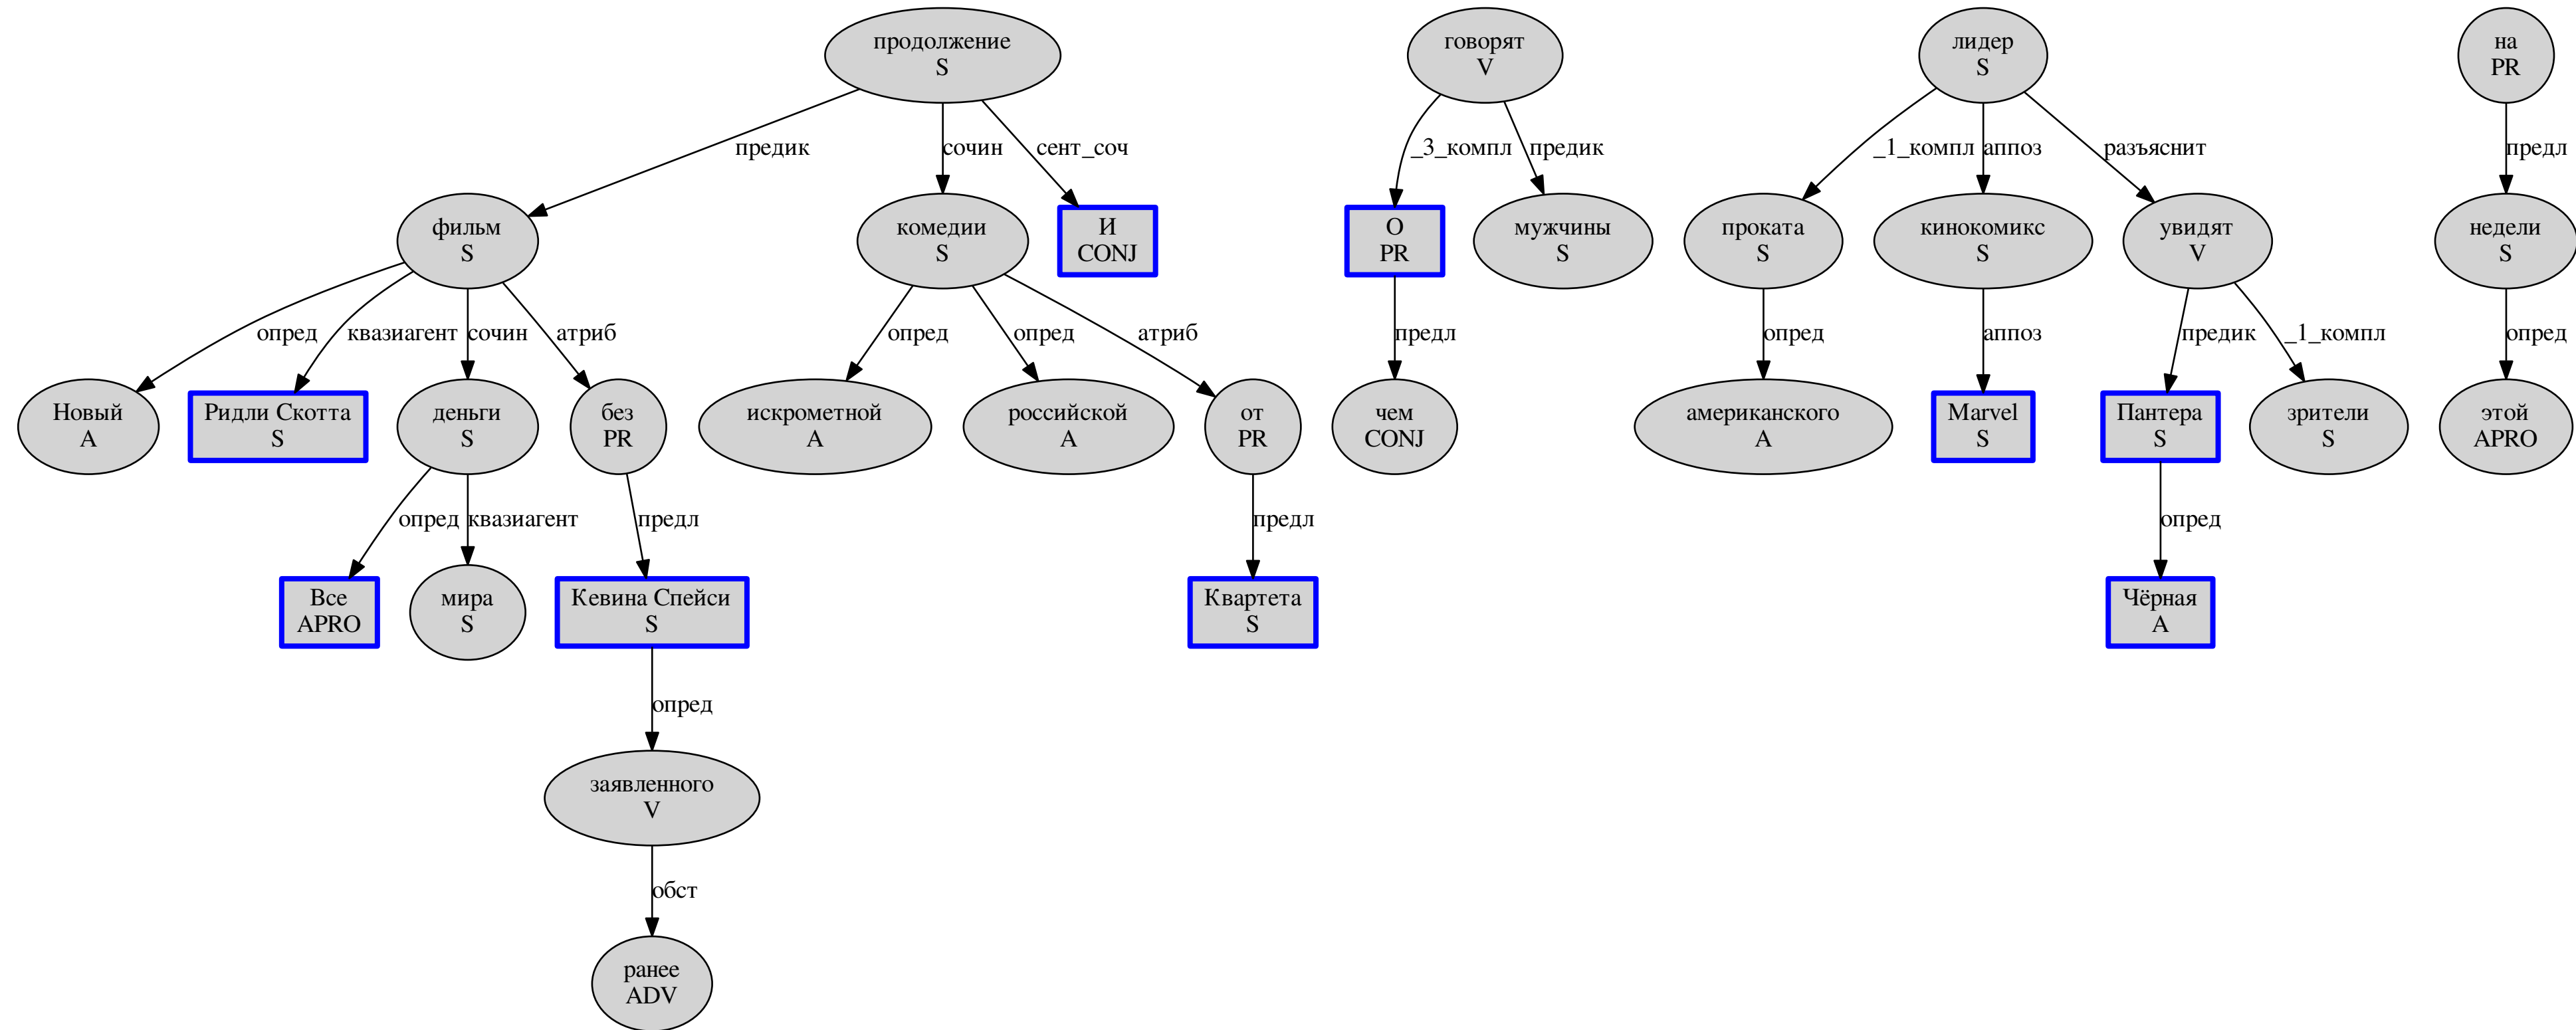 продолжение
S
говорят
V
лидер
S
на
PR
предик
сочин
сент_соч
_3_компл
предик
_1_компл
аппоз
разъяснит
предл
фильм
S
комедии
S
И
CONJ
О
PR
мужчины
S
проката
S
кинокомикс
S
увидят
V
недели
S
опред
квазиагент
сочин
атриб
опред
опред
атриб
предл
опред
аппоз
предик
_1_компл
опред
Новый
A
Ридли Скотта
S
деньги
S
без
PR
искрометной
A
российской
A
от
PR
чем
CONJ
американского
A
Marvel
S
Пантера
S
зрители
S
этой
APRO
опред
квазиагент
предл
предл
опред
Все
APRO
мира
S
Кевина Спейси
S
Квартета
S
Чёрная
A
опред
заявленного
V
обст
ранее
ADV